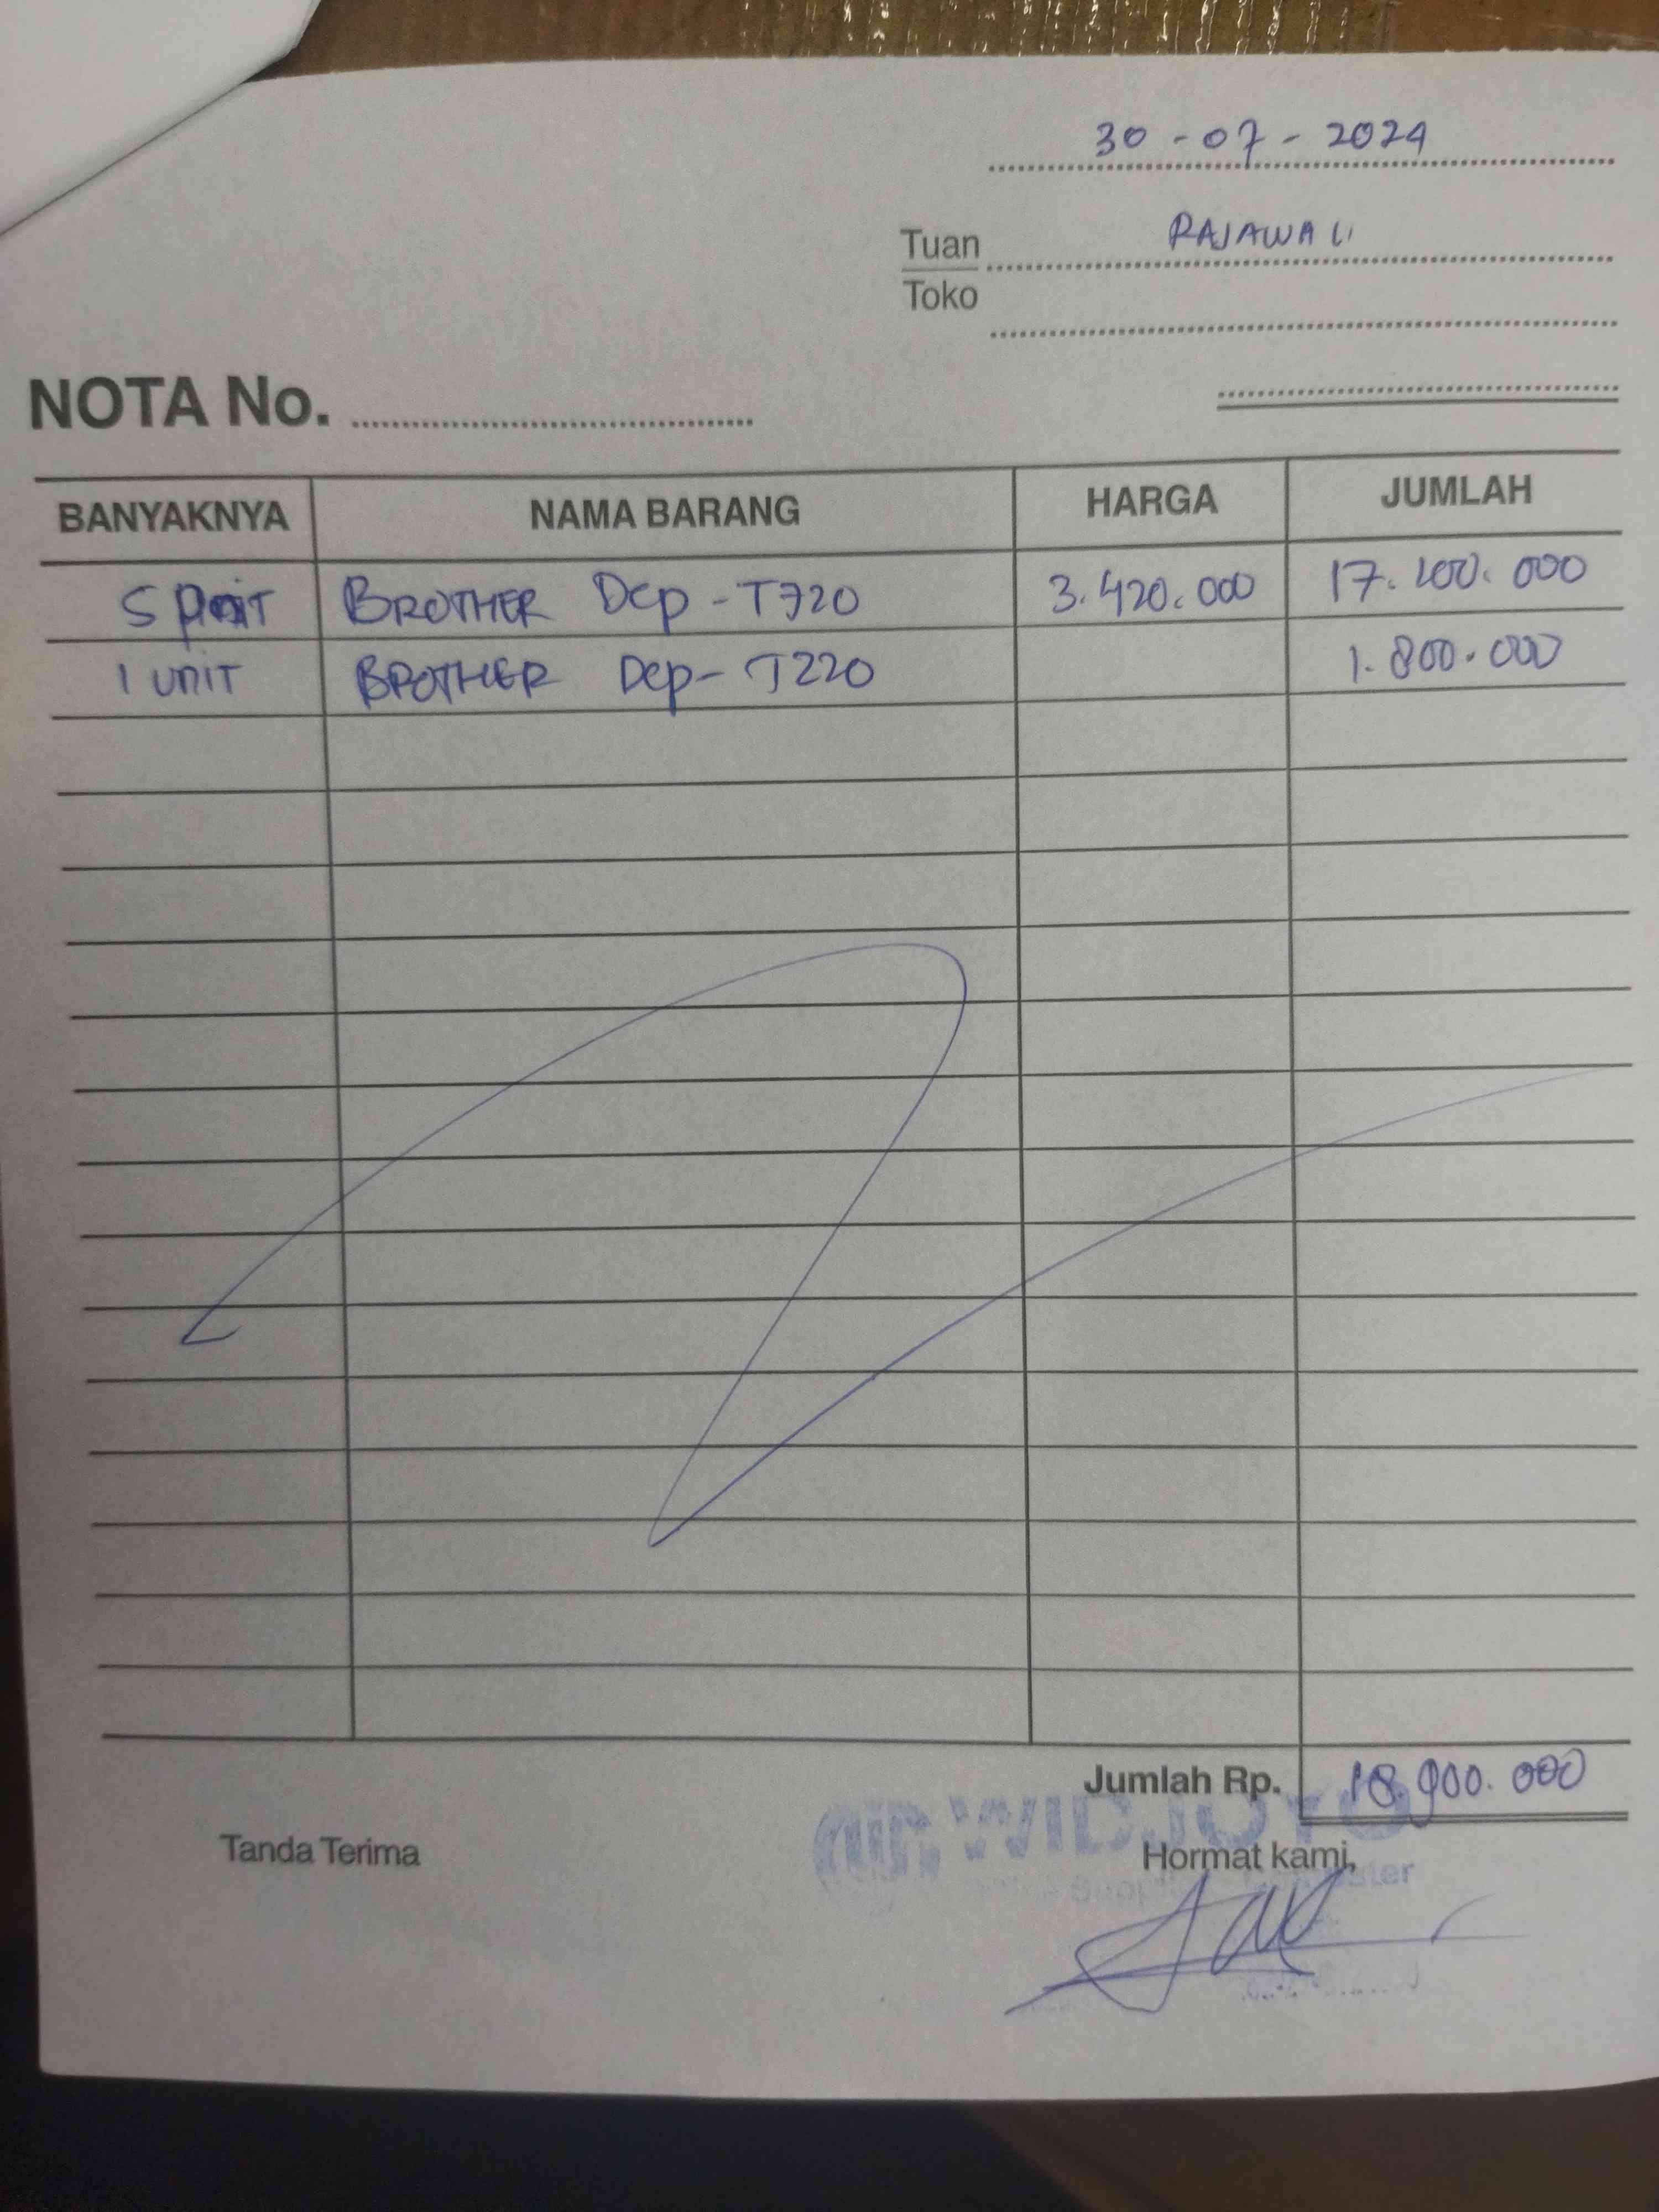 30 - 07 - 2024
Tuan RAJAWALI
Toko
NOTA No.
BANYAKNYA NAMA BARANG HARGA JUMLAH
5 BROTHER Dcp - T720 3.420.000 17.100.000
1 UNIT BROTHER Dcp - T220 1.800.000
Jumlah Rp. 18.900.000
WIDJOYO
Tanda Terima Hormat kami,